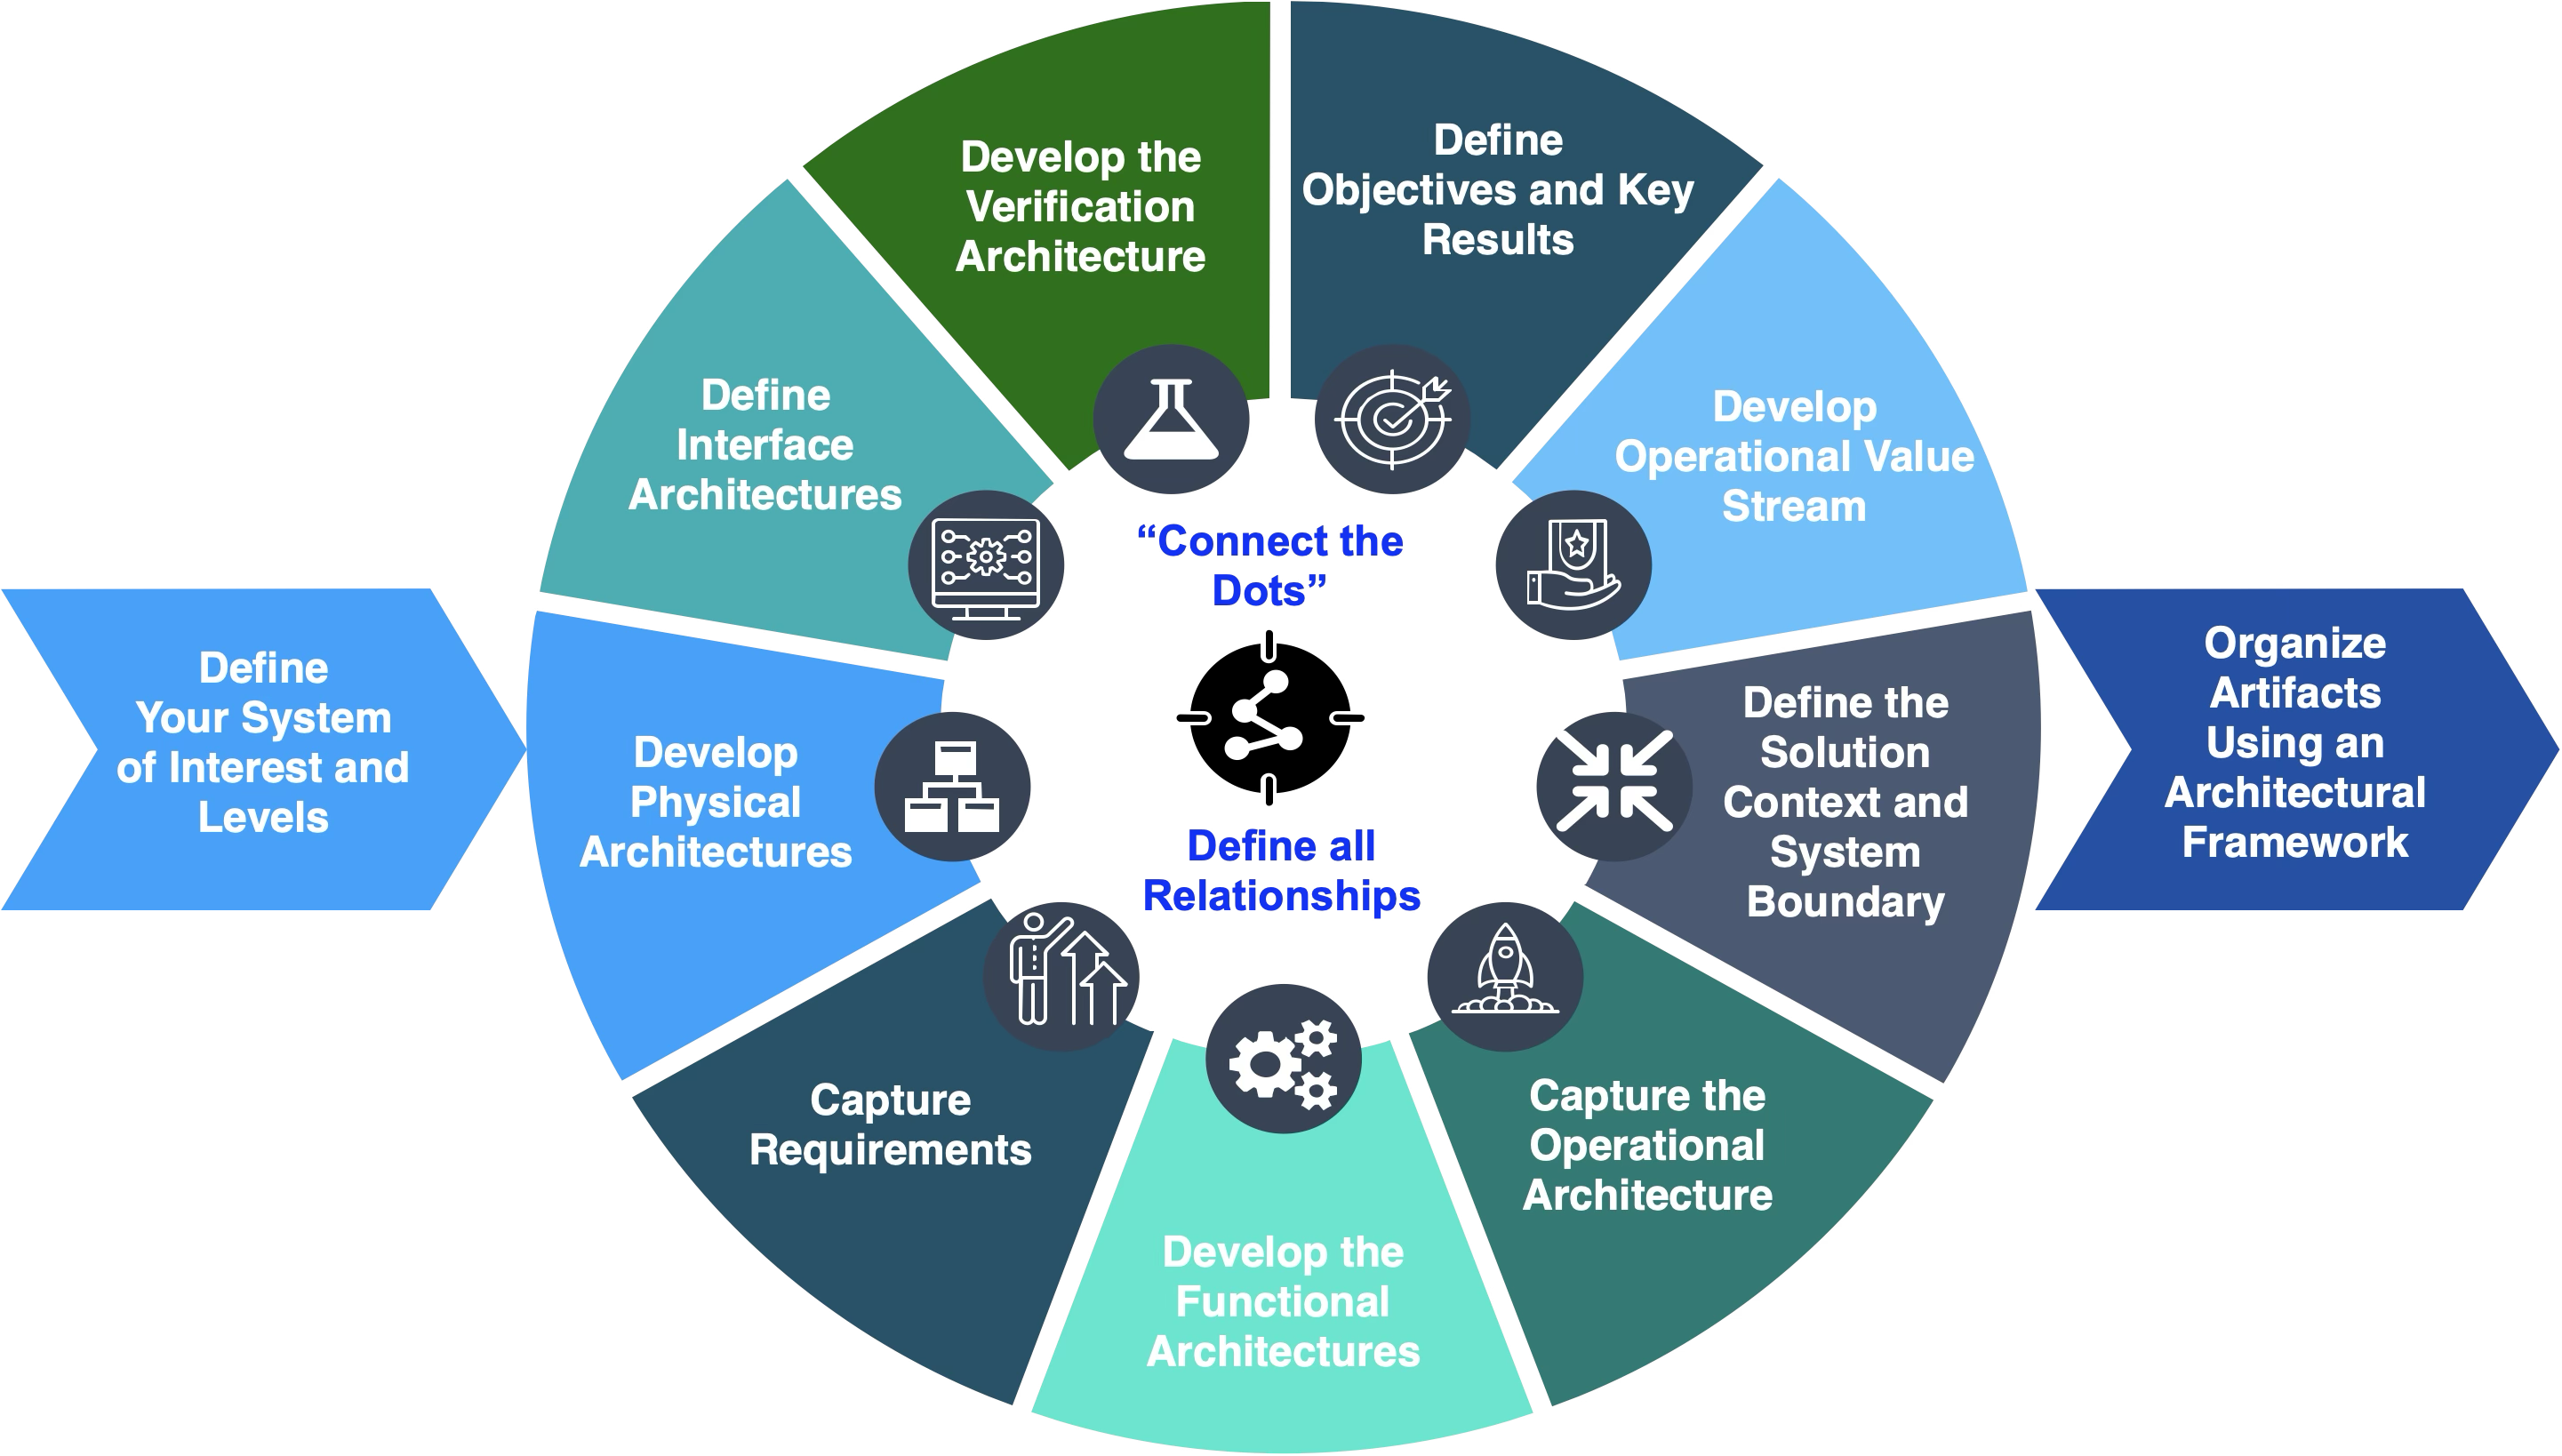 Define
Your System
of Interest and
Levels
Define
Objectives and Key
Results
Develop
Operational Value
Stream
Define the
Solution
Context and
System
Boundary
Capture the
Operational
Architecture
Develop the
Functional
Architectures
Capture
Requirements
Develop
Physical
Architectures
Define
Interface
Architectures
Develop the
Verification
Architecture
“Connect the
Dots”
Define all
Relationships
Organize
Artifacts
Using an
Architectural
Framework